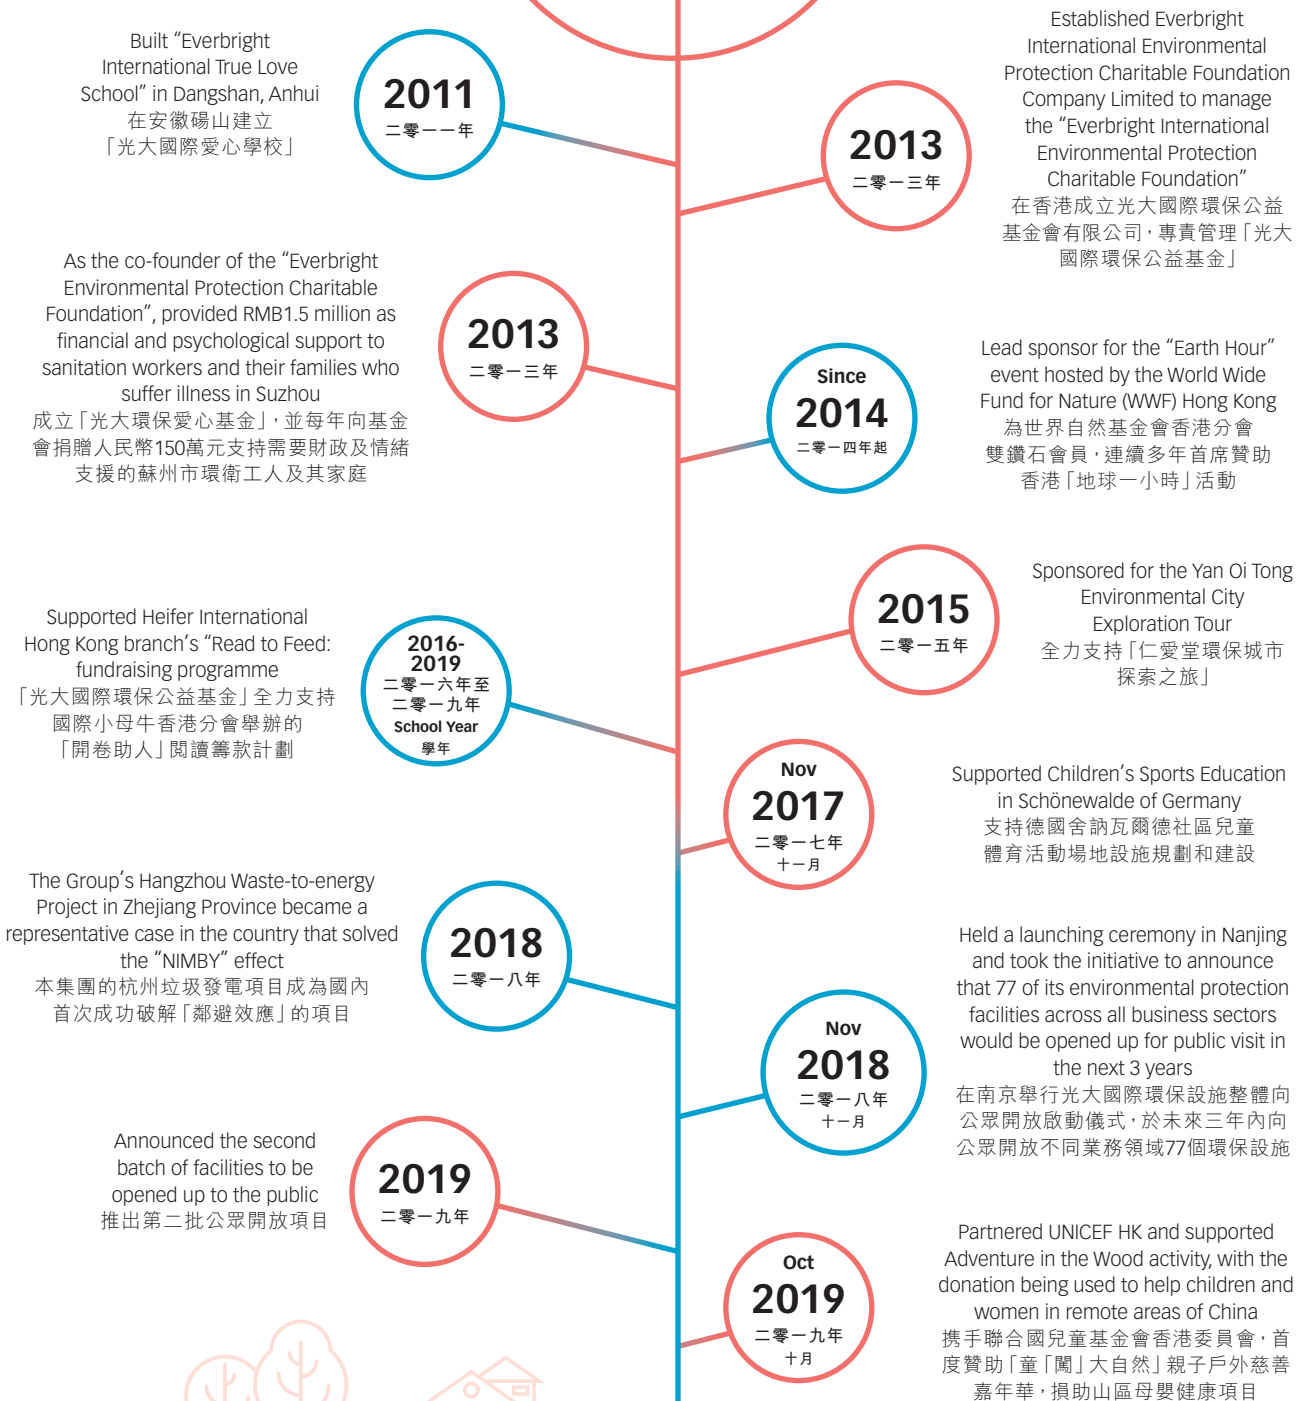 Built “Everbright
International True Love
School” in Dangshan, Anhui
在安徽碭山建立
「光大國際愛心學校」
2011
二零一一年
Established Everbright
International Environmental
Protection Charitable Foundation
Company Limited to manage
the “Everbright International
Environmental Protection
Charitable Foundation”
在香港成立光大國際環保公益
基金會有限公司，專責管理「光大
國際環保公益基金」
2013
二零一三年
As the co-founder of the “Everbright
Environmental Protection Charitable
Foundation”, provided RMB1.5 million as
financial and psychological support to
sanitation workers and their families who
suffer illness in Suzhou
成立「光大環保愛心基金」，並每年向基金
會捐贈人民幣150萬元支持需要財政及情緒
支援的蘇州市環衛工人及其家庭
2013
二零一三年
Since
2014
二零一四年起
Lead sponsor for the “Earth Hour”
event hosted by the World Wide
Fund for Nature (WWF) Hong Kong
為世界自然基金會香港分會
雙鑽石會員，連續多年首席贊助
香港「地球一小時」活動
2015
二零一五年
Sponsored for the Yan Oi Tong
Environmental City
Exploration Tour
全力支持「仁愛堂環保城市
探索之旅」
Supported Heifer International
Hong Kong branch’s “Read to Feed:
fundraising programme
「光大國際環保公益基金」全力支持
國際小母牛香港分會舉辦的
「開卷助人」閱讀籌款計劃
2016-
2019
二零一六年至
二零一九年
School Year
學年
Nov
2017
二零一七年
十一月
Supported Children’s Sports Education
in Schönewalde of Germany
支持德國舍訥瓦爾德社區兒童
體育活動場地設施規劃和建設
The Group’s Hangzhou Waste-to-energy
Project in Zhejiang Province became a
representative case in the country that solved
the “NIMBY” effect
本集團的杭州垃圾發電項目成為國內
首次成功破解「鄰避效應」的項目
2018
二零一八年
Nov
2018
二零一八年
十一月
Held a launching ceremony in Nanjing
and took the initiative to announce
that 77 of its environmental protection
facilities across all business sectors
would be opened up for public visit in
the next 3 years
在南京舉行光大國際環保設施整體向
公眾開放啟動儀式，於未來三年內向
公眾開放不同業務領域77個環保設施
Announced the second
batch of facilities to be
opened up to the public
推出第二批公眾開放項目
2019
二零一九年
Oct
2019
二零一九年
十月
Partnered UNICEF HK and supported
Adventure in the Wood activity, with the
donation being used to help children and
women in remote areas of China
携手聯合國兒童基金會香港委員會，首
度贊助「童「闖」大自然」親子戶外慈善
嘉年華，捐助山區母嬰健康項目